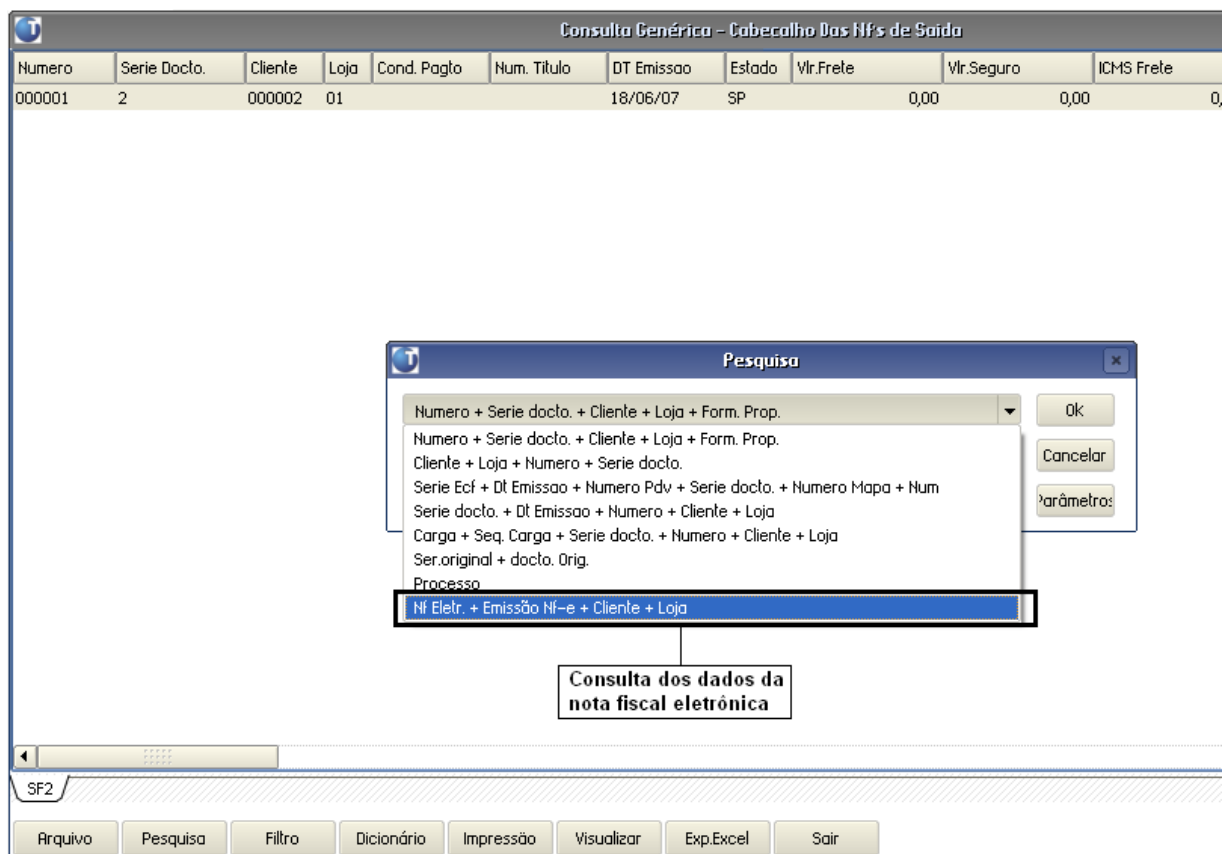 Consulta Genérica - Cabecalho Das Nfs de Saida
Numero Serie Docto. Cliente Loja Cond. Pagto Num. Titulo DT Emissao Estado Vlr.Frete Vlr.Seguro ICMS Frete
000001 2 000002 01 18/06/07 SP 0,00 0,00 0,
Pesquisa
Numero + Serie docto. + Cliente + Loja + Form. Prop. Ok
Numero + Serie docto. + Cliente + Loja + Form. Prop.
Cliente + Loja + Numero + Serie docto. Cancelar
Serie Ecf + Dt Emissao + Numero Pdv + Serie docto. + Numero Mapa + Num
Serie docto. + Dt Emissao + Numero + Cliente + Loja Parâmetros
Carga + Seq. Carga + Serie docto. + Numero + Cliente + Loja
Ser.original + docto. Orig.
Processo
Nf Eletr. + Emissão Nf-e + Cliente + Loja
Consulta dos dados da
nota fiscal eletrônica
SF2
Arquivo Pesquisa Filtro Dicionário Impressão Visualizar Exp.Excel Sair